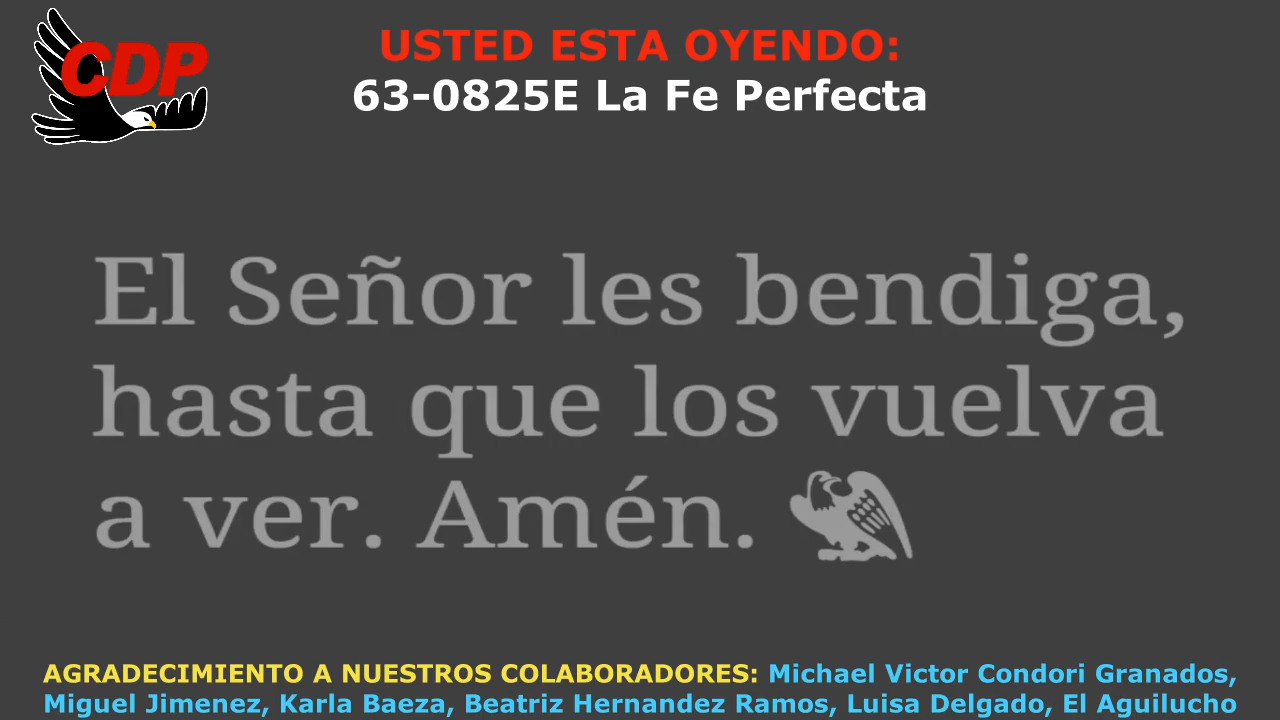 CDP
USTED ESTA OYENDO:
63-0825E La Fe Perfecta
El Señor les bendiga,
hasta que los vuelva
a ver. Amén.
AGRADECIMIENTO A NUESTROS COLABORADORES: Michael Victor Condori Granados,
Miguel Jimenez, Karla Baeza, Beatriz Hernandez Ramos, Luisa Delgado, El Aguilucho